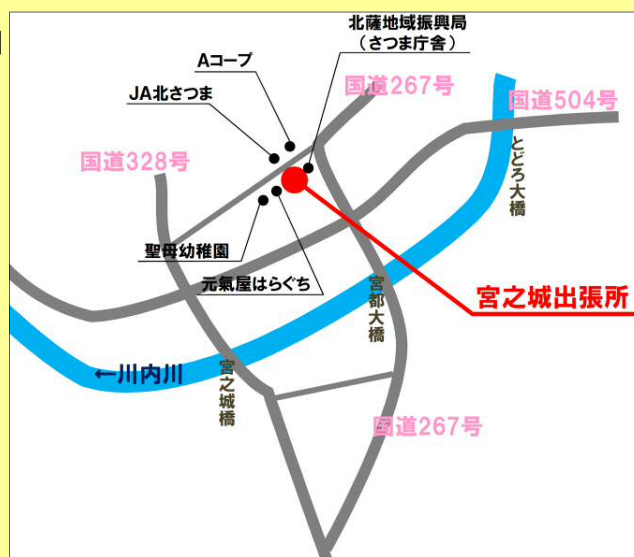 北薩地域振興局
（さつま庁舎）
Aコープ
JA北さつま
国道267号
国道504号
国道328号
とどろ大橋
聖母幼稚園
元氣屋はらぐち
宮都大橋
宮之城出張所
←川内川
宮之城橋
国道267号